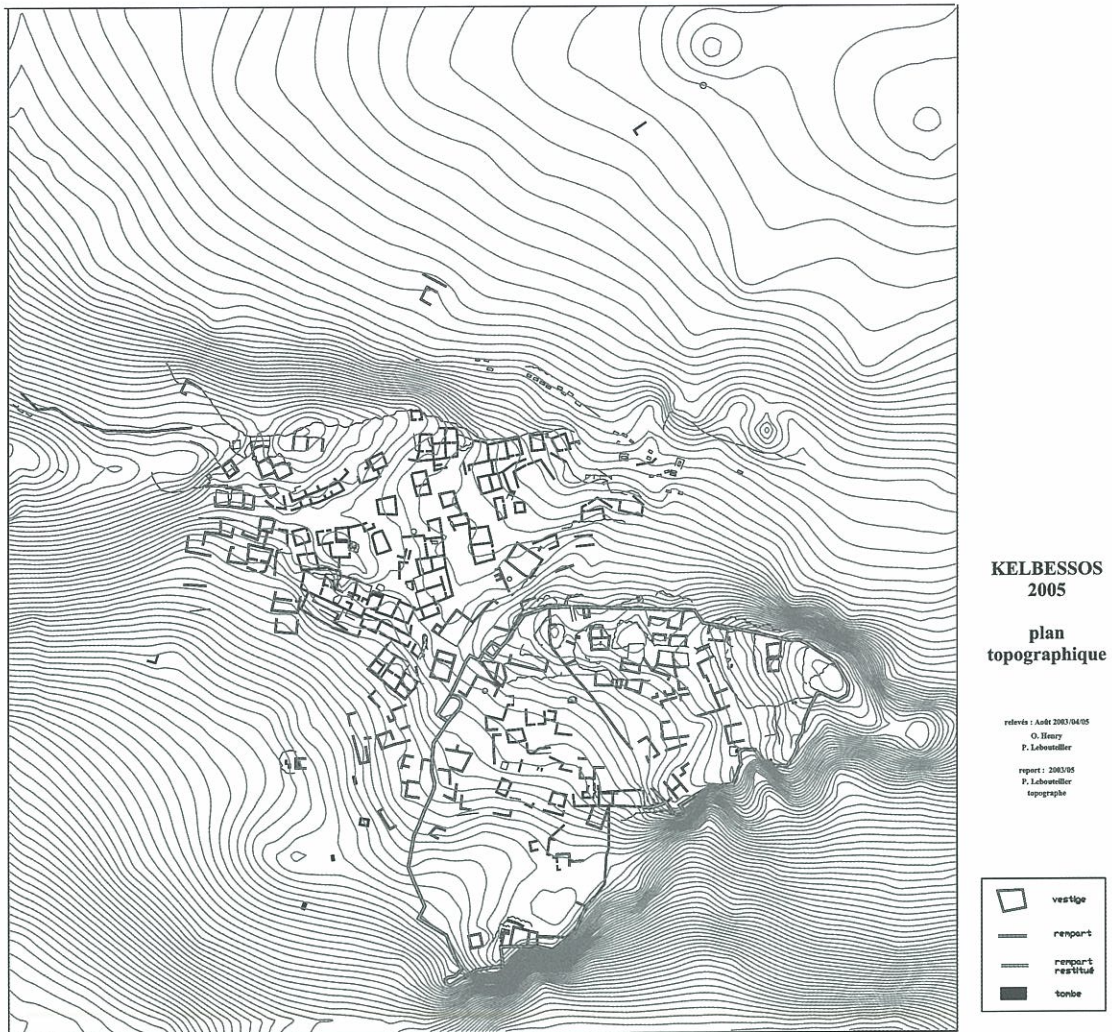 KELBESSOS
2005
plan
topographique
relevés : Août 2003/04/05
O. Henry
P. Lebouteiller
report : 2003/05
P. Lebouteiller
topographe
vestige
rempart
rempart
restitué
tombe